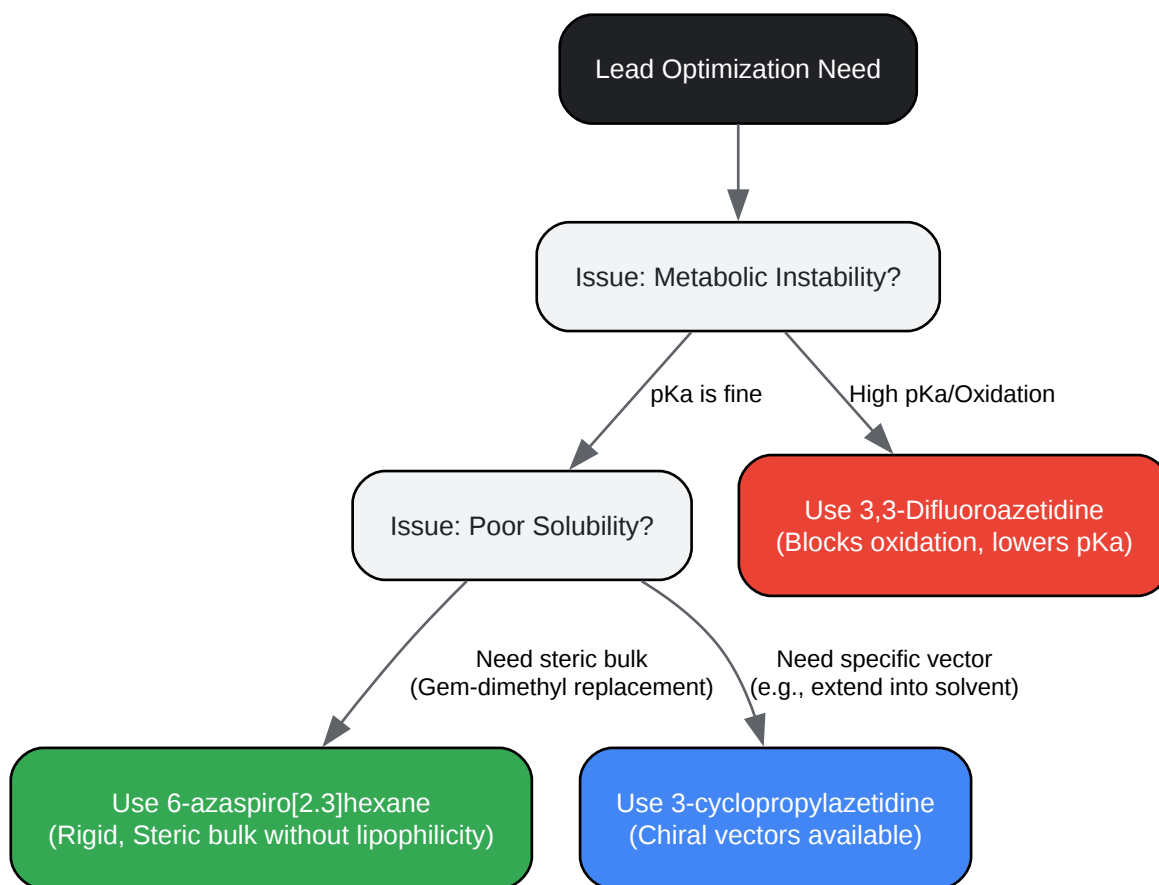 Lead Optimization Need
Issue: Metabolic Instability?
pKa is fine
High pKa/Oxidation
Issue: Poor Solubility?
Use 3,3-Difluoroazetidine
(Blocks oxidation, lowers pKa)
Need steric bulk
(Gem-dimethyl replacement)
Need specific vector
(e.g., extend into solvent)
Use 6-azaspiro[2.3]hexane
(Rigid, Steric bulk without lipophilicity)
Use 3-cyclopropylazetidine
(Chiral vectors available)